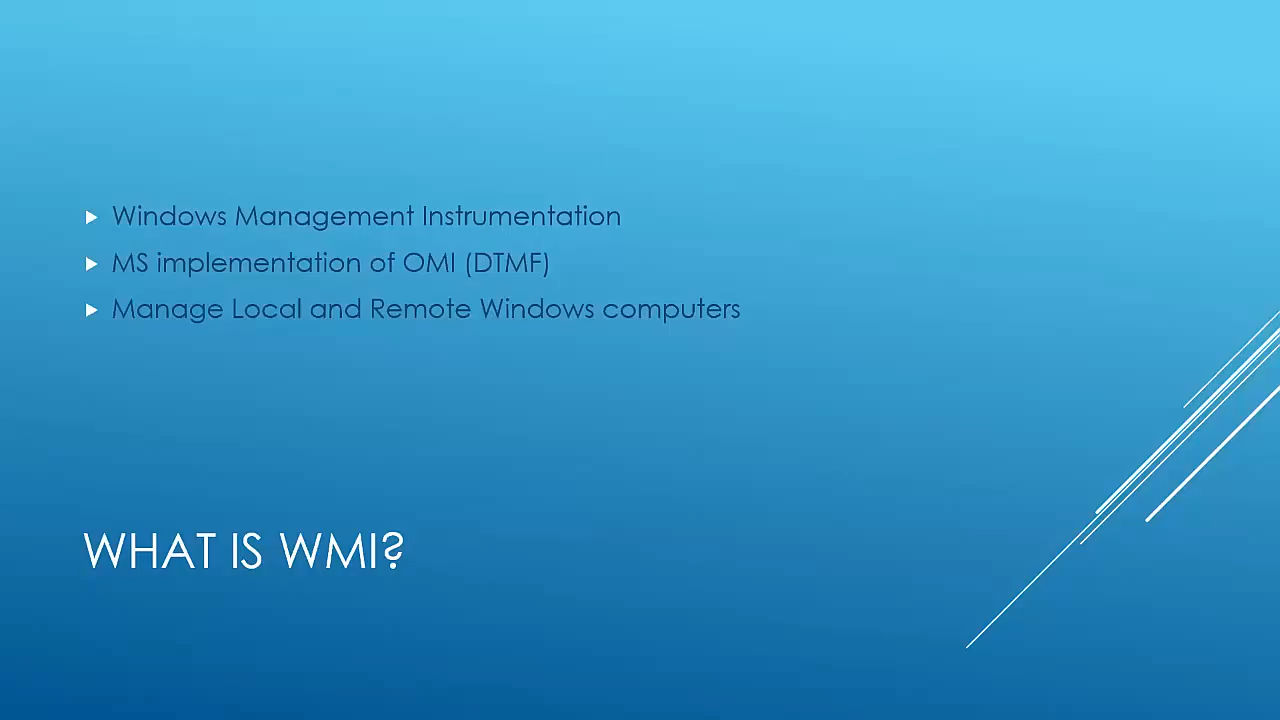 Windows Management Instrumentation
MS implementation of OMI (DTMF)
Manage Local and Remote Windows computers
WHAT IS WMI?